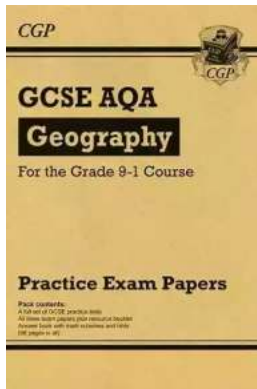 CGP
CGP
GCSE AQA
Geography
For the Grade 9-1 Course
Practice Exam Papers
Pack contents:
A full set of GCSE practice tests
All three exam papers plus resource booklet
Answer book with mark schemes and hints